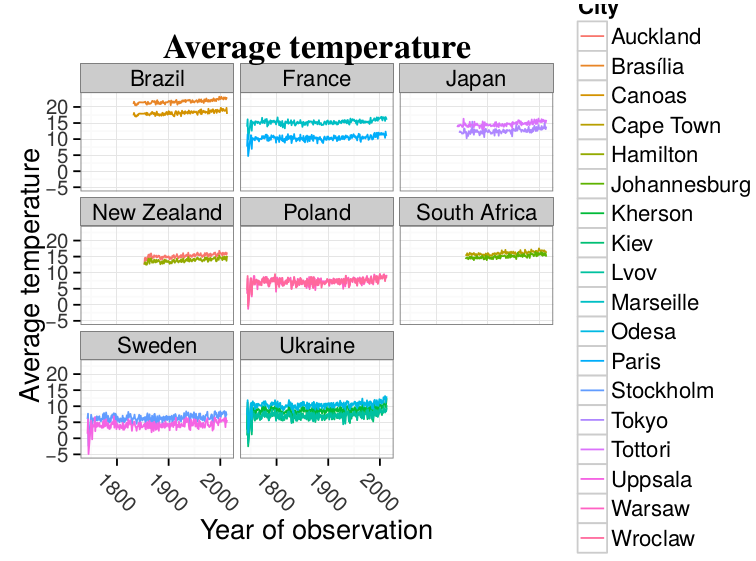 Average temperature
City
Brazil
France
Japan
20
15
10
5
0
−5
New Zealand
Poland
South Africa
20
15
10
5
0
−5
Sweden
Ukraine
20
15
10
5
0
−5
1800
1900
2000
1800
1900
2000
Average temperature
Year of observation
Auckland
Brasília
Canoas
Cape Town
Hamilton
Johannesburg
Kherson
Kiev
Lvov
Marseille
Odesa
Paris
Stockholm
Tokyo
Tottori
Uppsala
Warsaw
Wroclaw